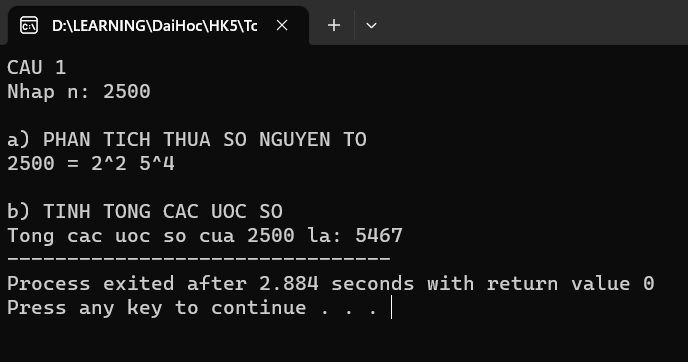 D:\LEARNING\DaiHoc\HK5\Tc
CAU 1
Nhap n: 2500
a) PHAN TICH THUA SO NGUYEN TO
2500 = 2^2 5^4
b) TINH TONG CAC UOC SO
Tong cac uoc so cua 2500 la: 5467
--------------------------------
Process exited after 2.884 seconds with return value 0
Press any key to continue . . .